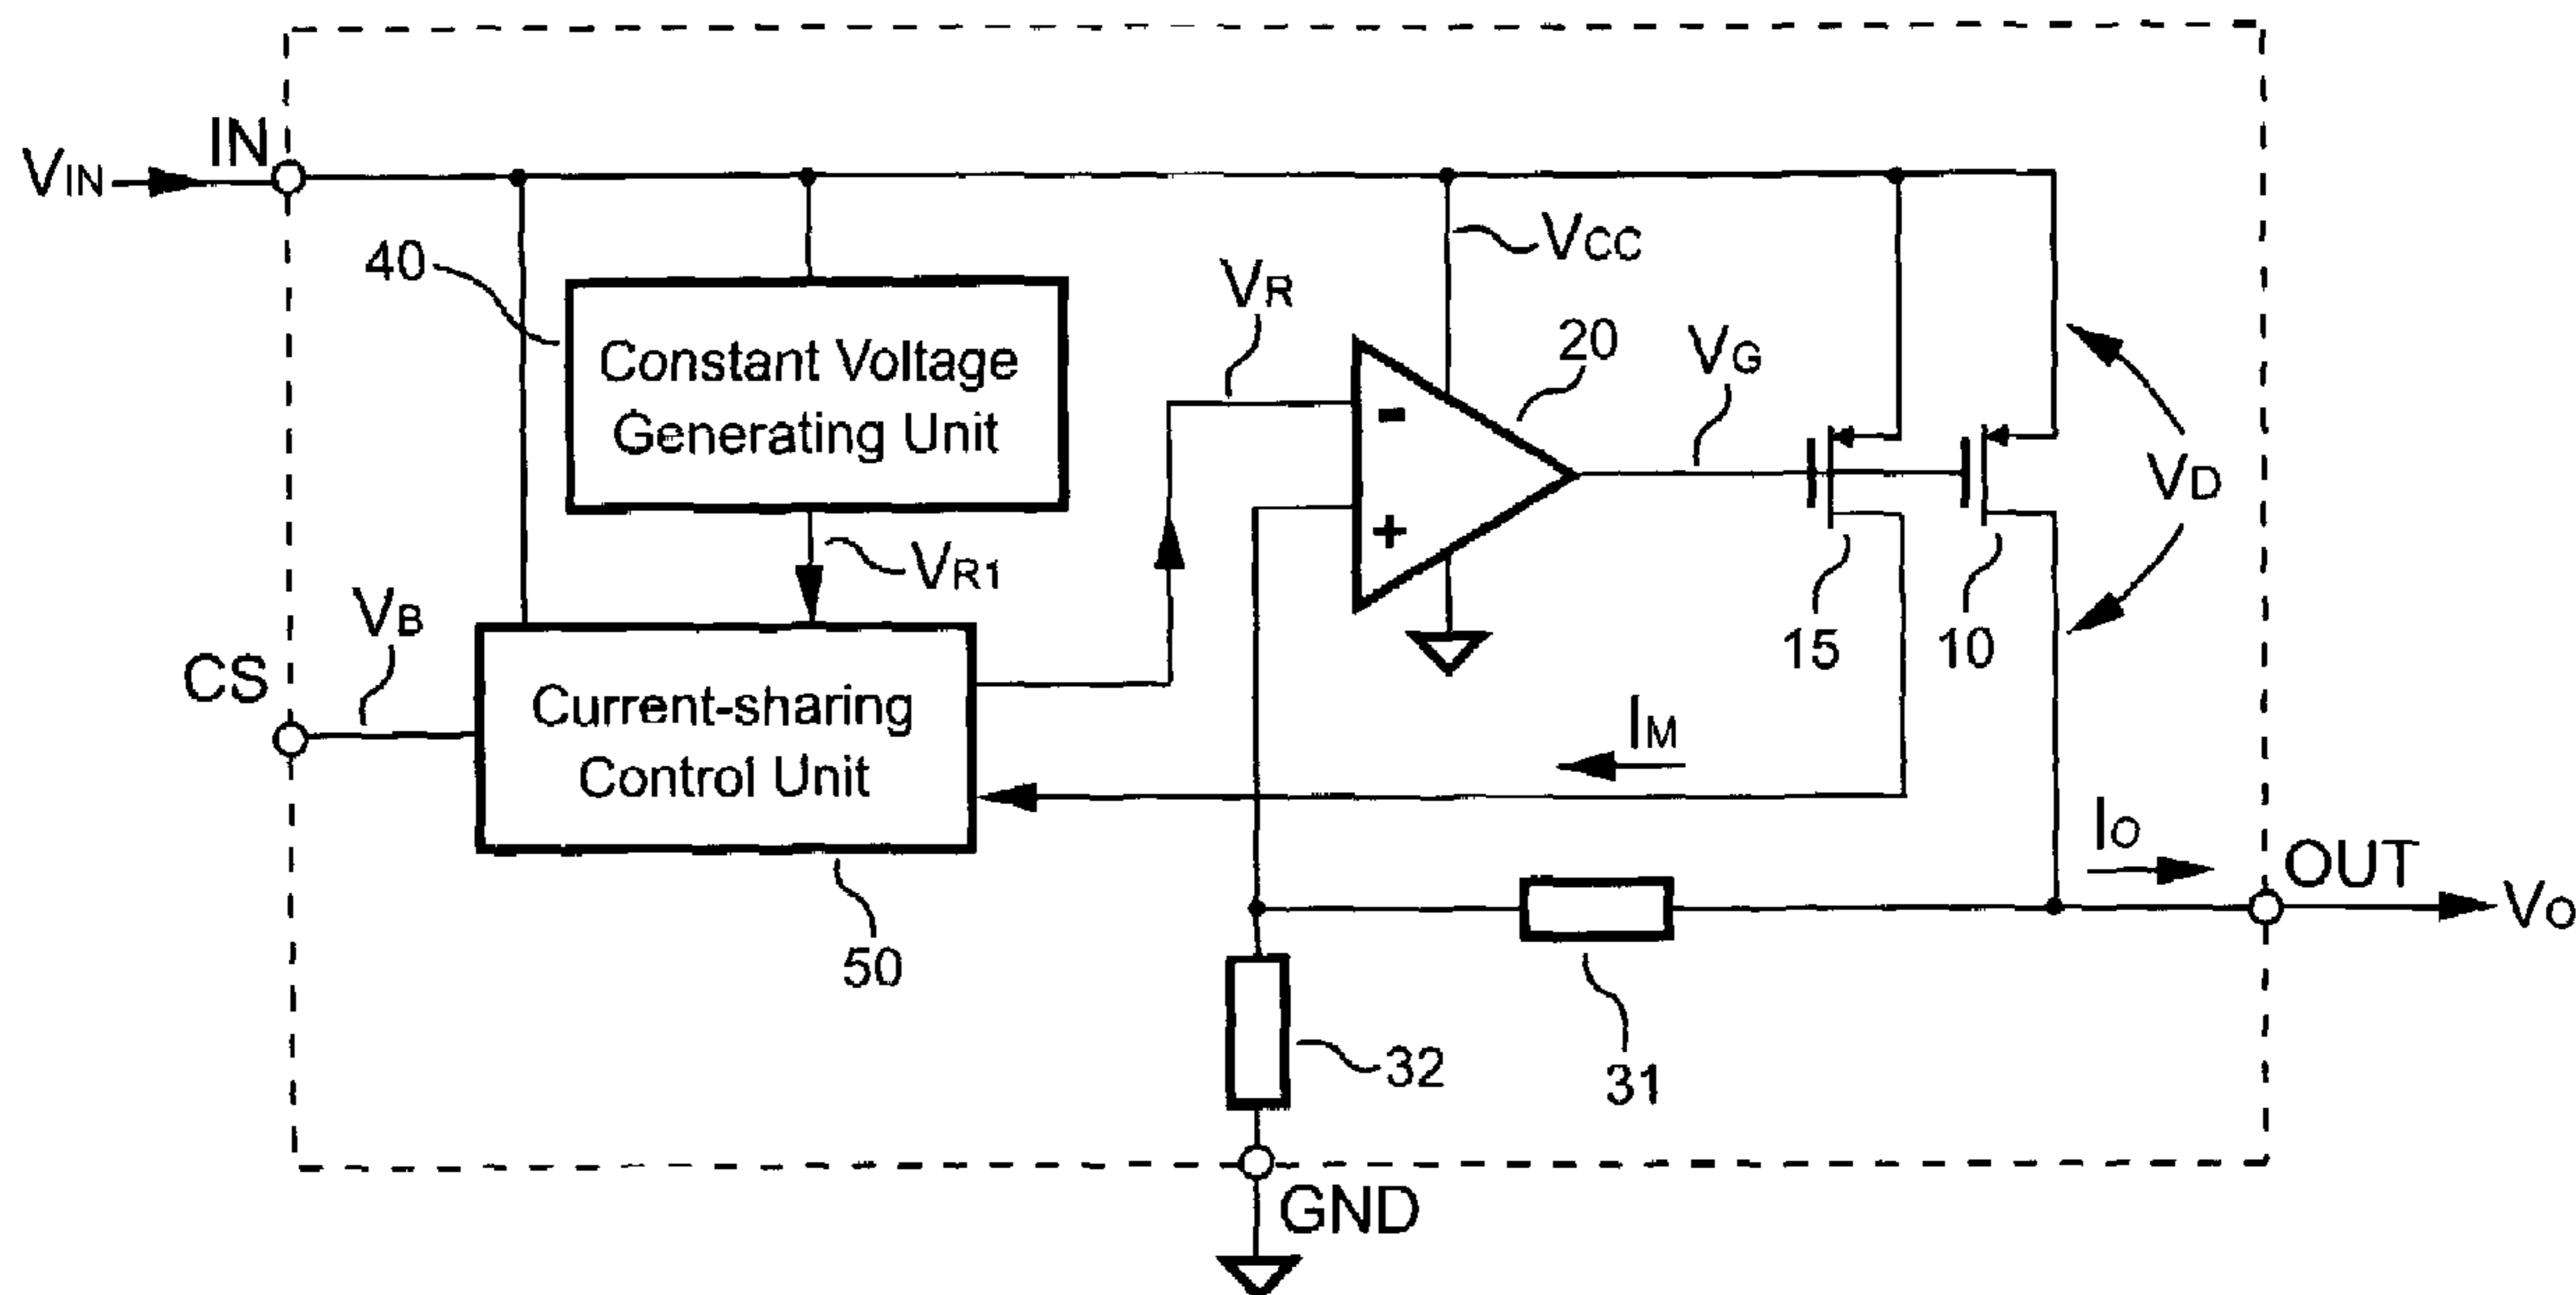 IN
VIN
40
VCC
VR
20
VG
Constant Voltage
Generating Unit
VD
VR1
VB
15
10
CS
Current-sharing
Control Unit
IM
IO
OUT
VO
50
32
31
GND
-
+